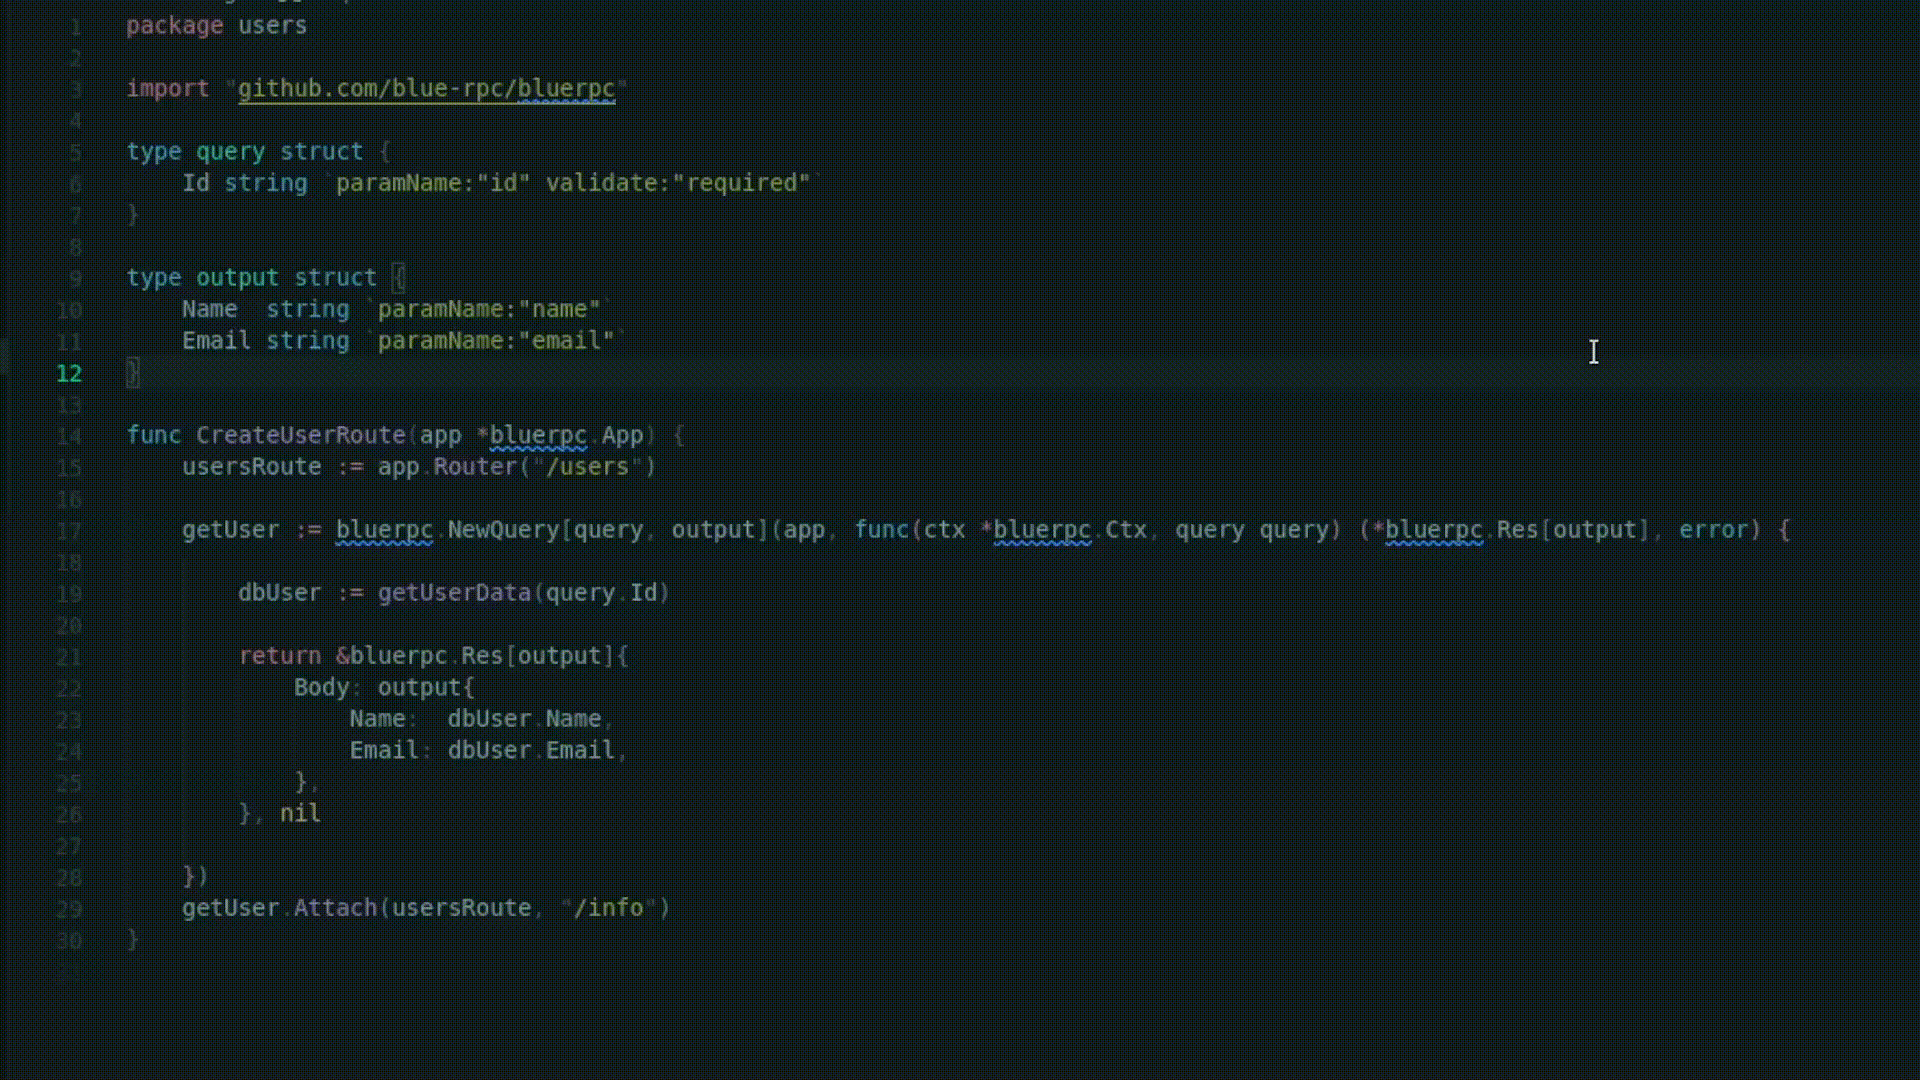 1 package users
2
3 import "github.com/blue-rpc/bluerpc"
4
5 type query struct {
6     Id string `paramName:"id" validate:"required"`
7 }
8
9 type output struct {
10     Name  string `paramName:"name"`
11     Email string `paramName:"email"`
12 }
13
14 func CreateUserRoute(app *bluerpc.App) {
15     usersRoute := app.Router("/users")
16
17     getUser := bluerpc.NewQuery[query, output](app, func(ctx *bluerpc.Ctx, query query) (*bluerpc.Res[output], error) {
18
19         dbUser := getUserData(query.Id)
20
21         return &bluerpc.Res[output]{
22             Body: output{
23                 Name:  dbUser.Name,
24                 Email: dbUser.Email,
25             },
26         }, nil
27
28     })
29     getUser.Attach(usersRoute, "/info")
30 }
31